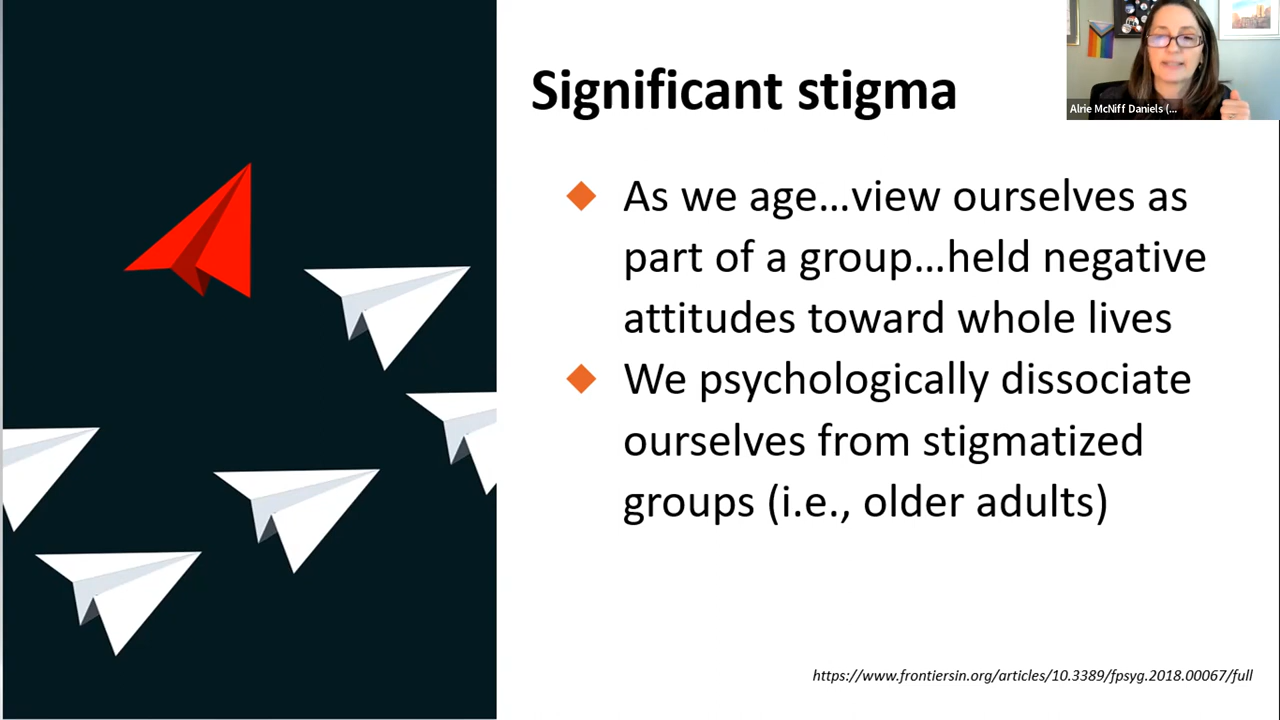 Significant stigma
Alrie McNiff Daniels (...
As we age...view ourselves as
part of a group...held negative
attitudes toward whole lives
We psychologically dissociate
ourselves from stigmatized
groups (i.e., older adults)
https://www.frontiersin.org/articles/10.3389/fpsyg.2018.00067/full